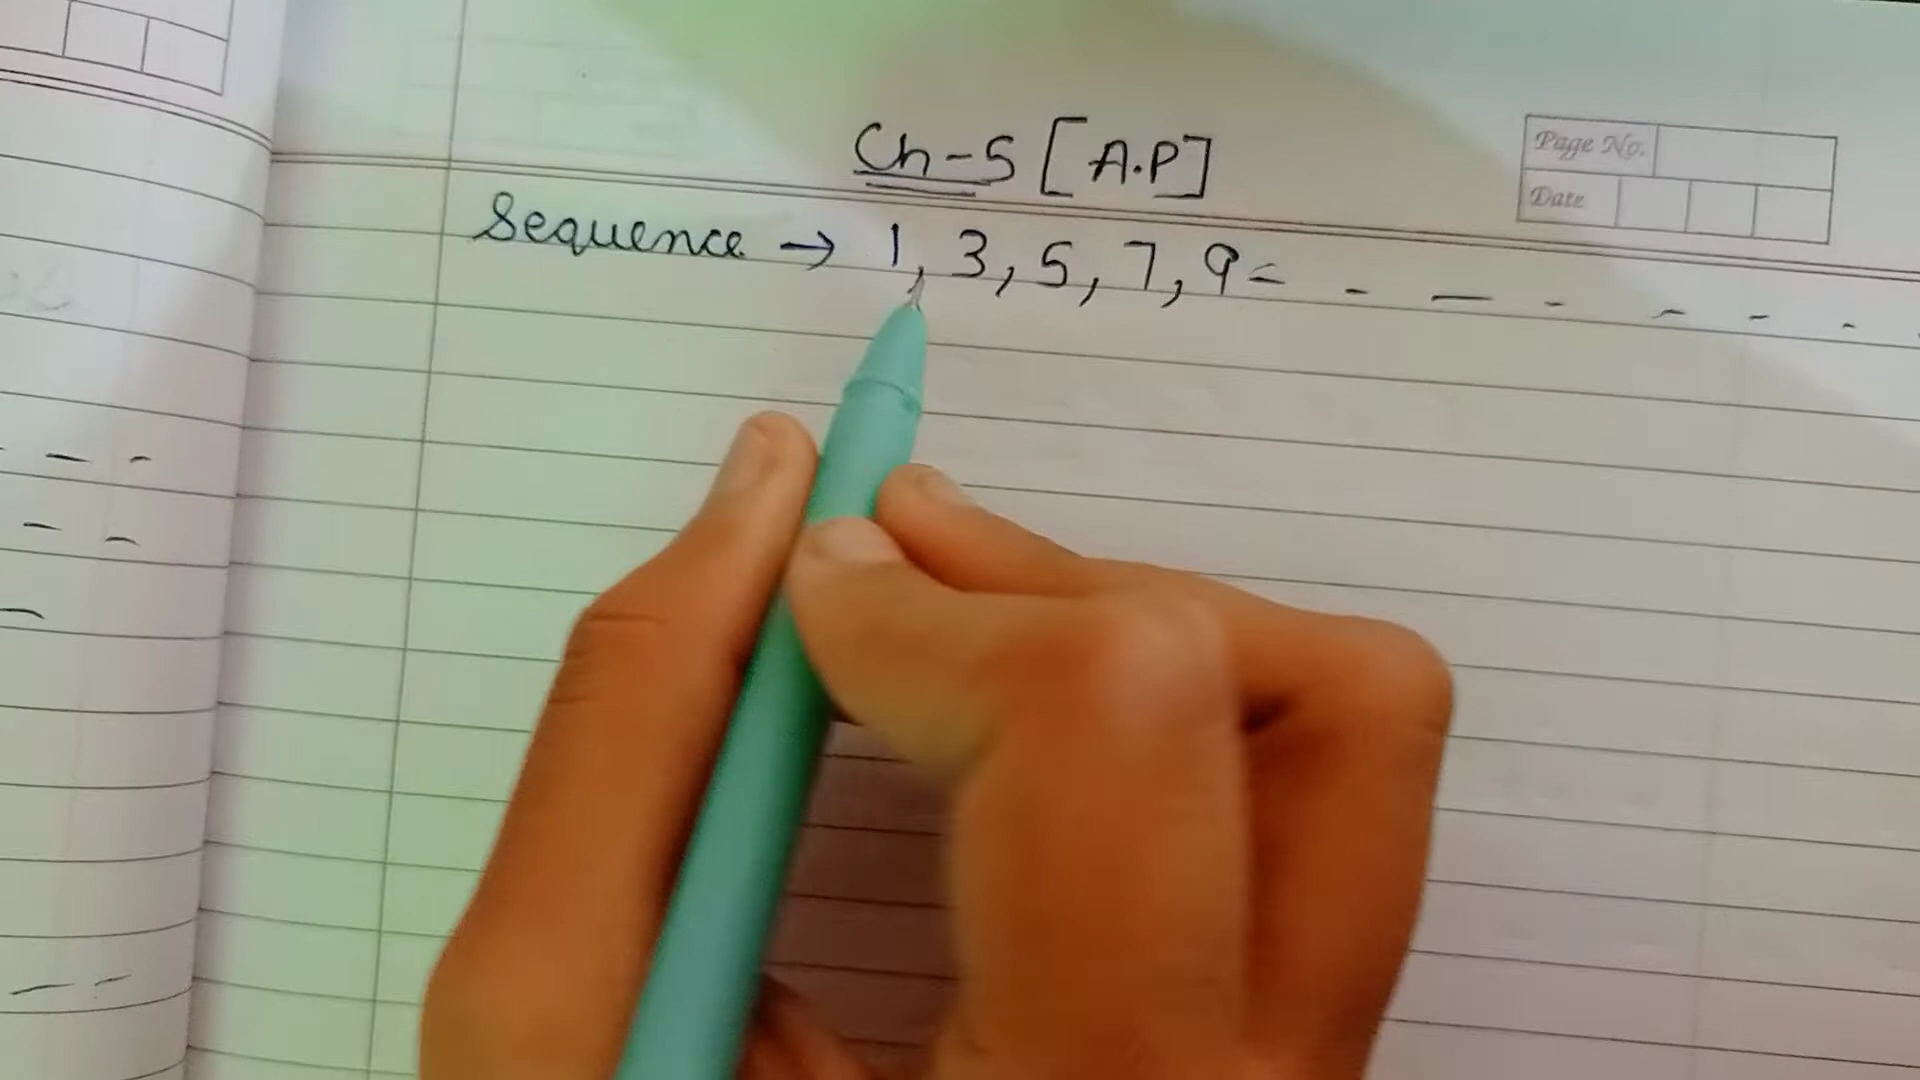 Ch-5 [A.P]
Page No.
Date
Sequence → 1, 3, 5, 7, 9 - - - - - - -